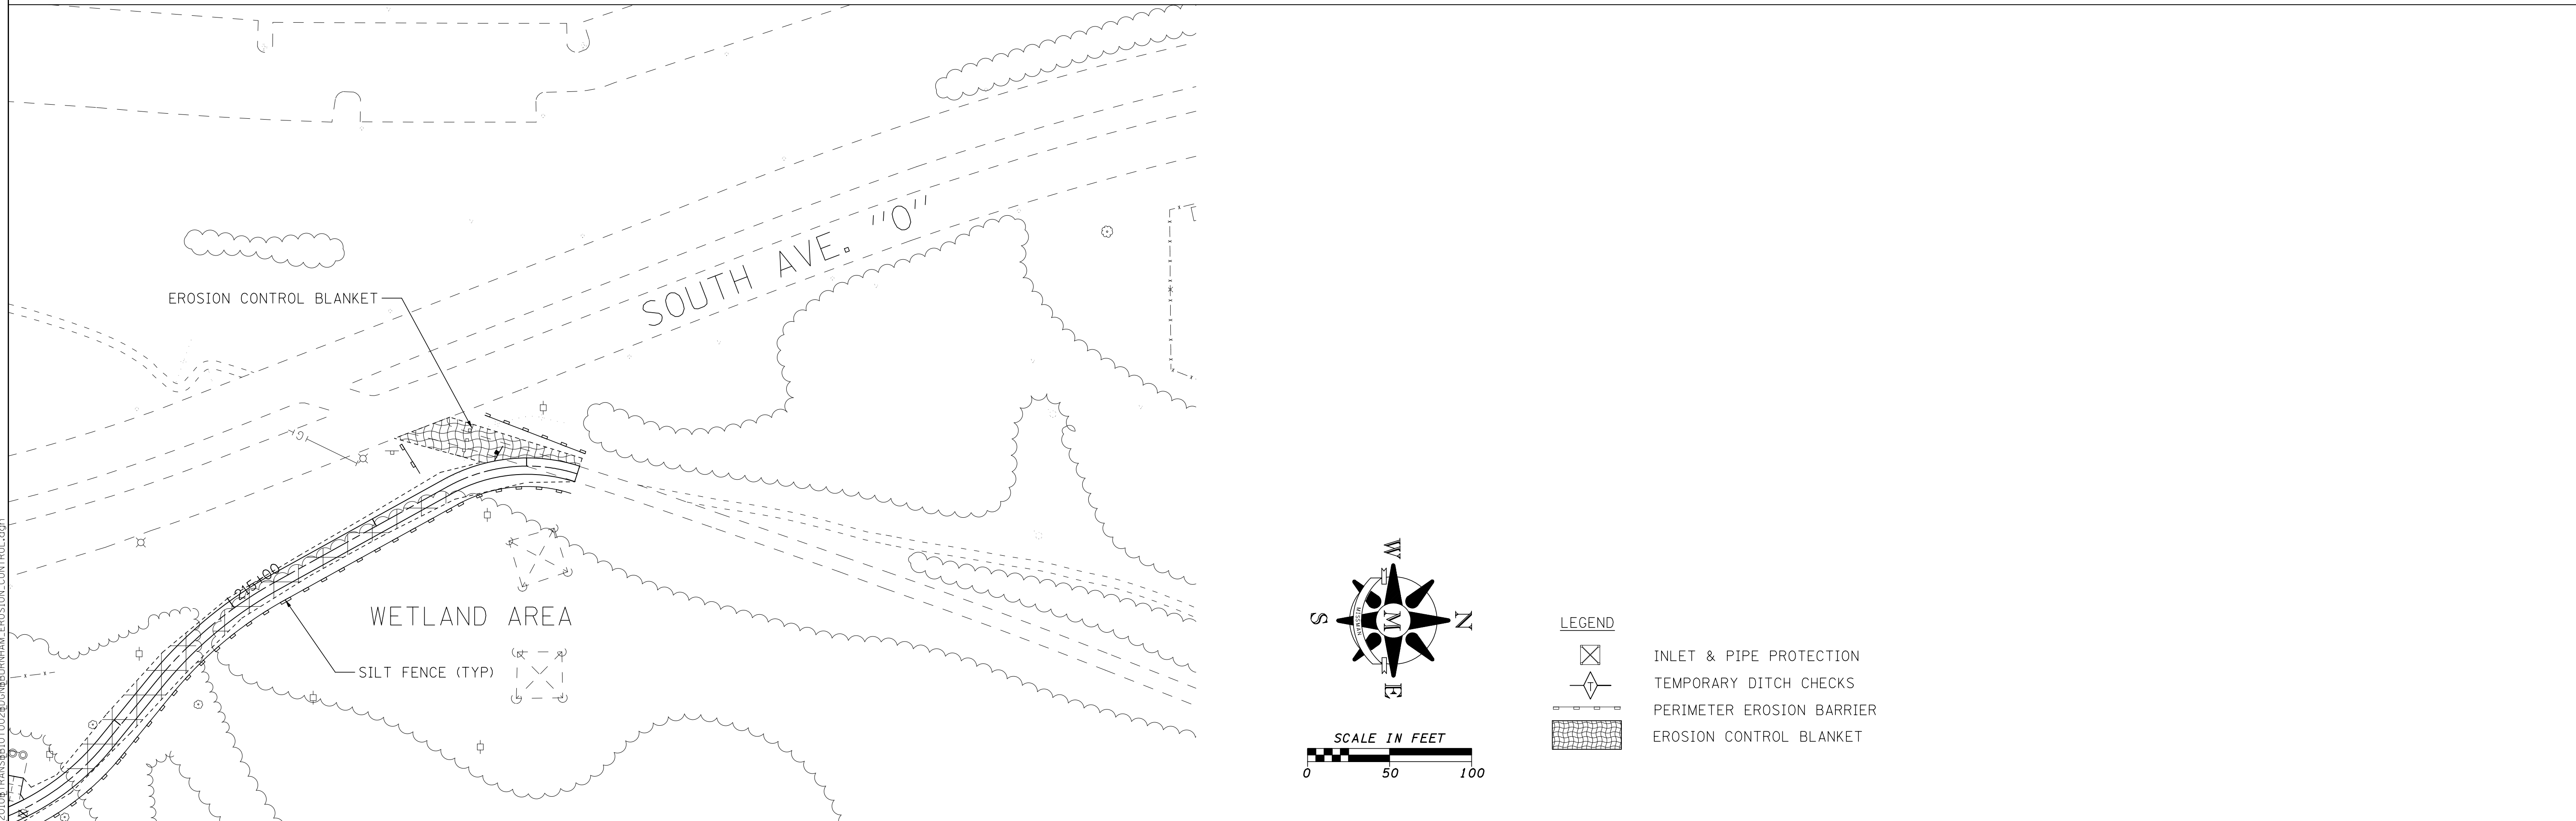 SOUTH AVE. "O"
EROSION CONTROL BLANKET
WETLAND AREA
SILT FENCE (TYP)
W
N
S
E
M
MISSMAN
SCALE IN FEET
0 50 100
LEGEND
INLET & PIPE PROTECTION
T TEMPORARY DITCH CHECKS
PERIMETER EROSION BARRIER
EROSION CONTROL BLANKET